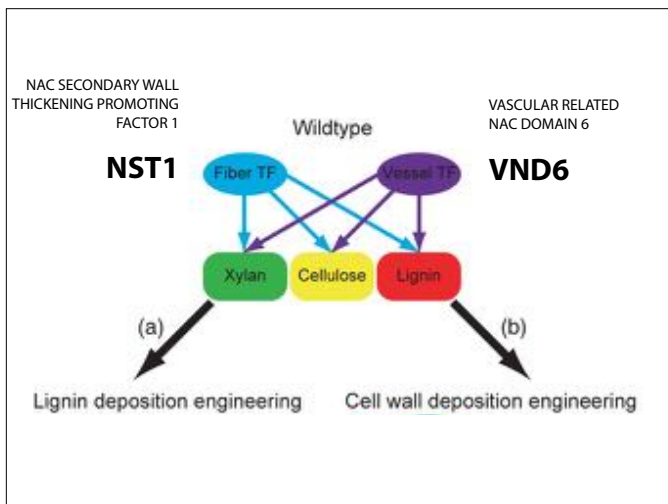 NAC SECONDARY WALL
THICKENING PROMOTING
FACTOR 1
NST1
Wildtype
VASCULAR RELATED
NAC DOMAIN 6
VND6
Fiber TF
Vessel TF
Xylan
Cellulose
Lignin
(a)
(b)
Lignin deposition engineering
Cell wall deposition engineering